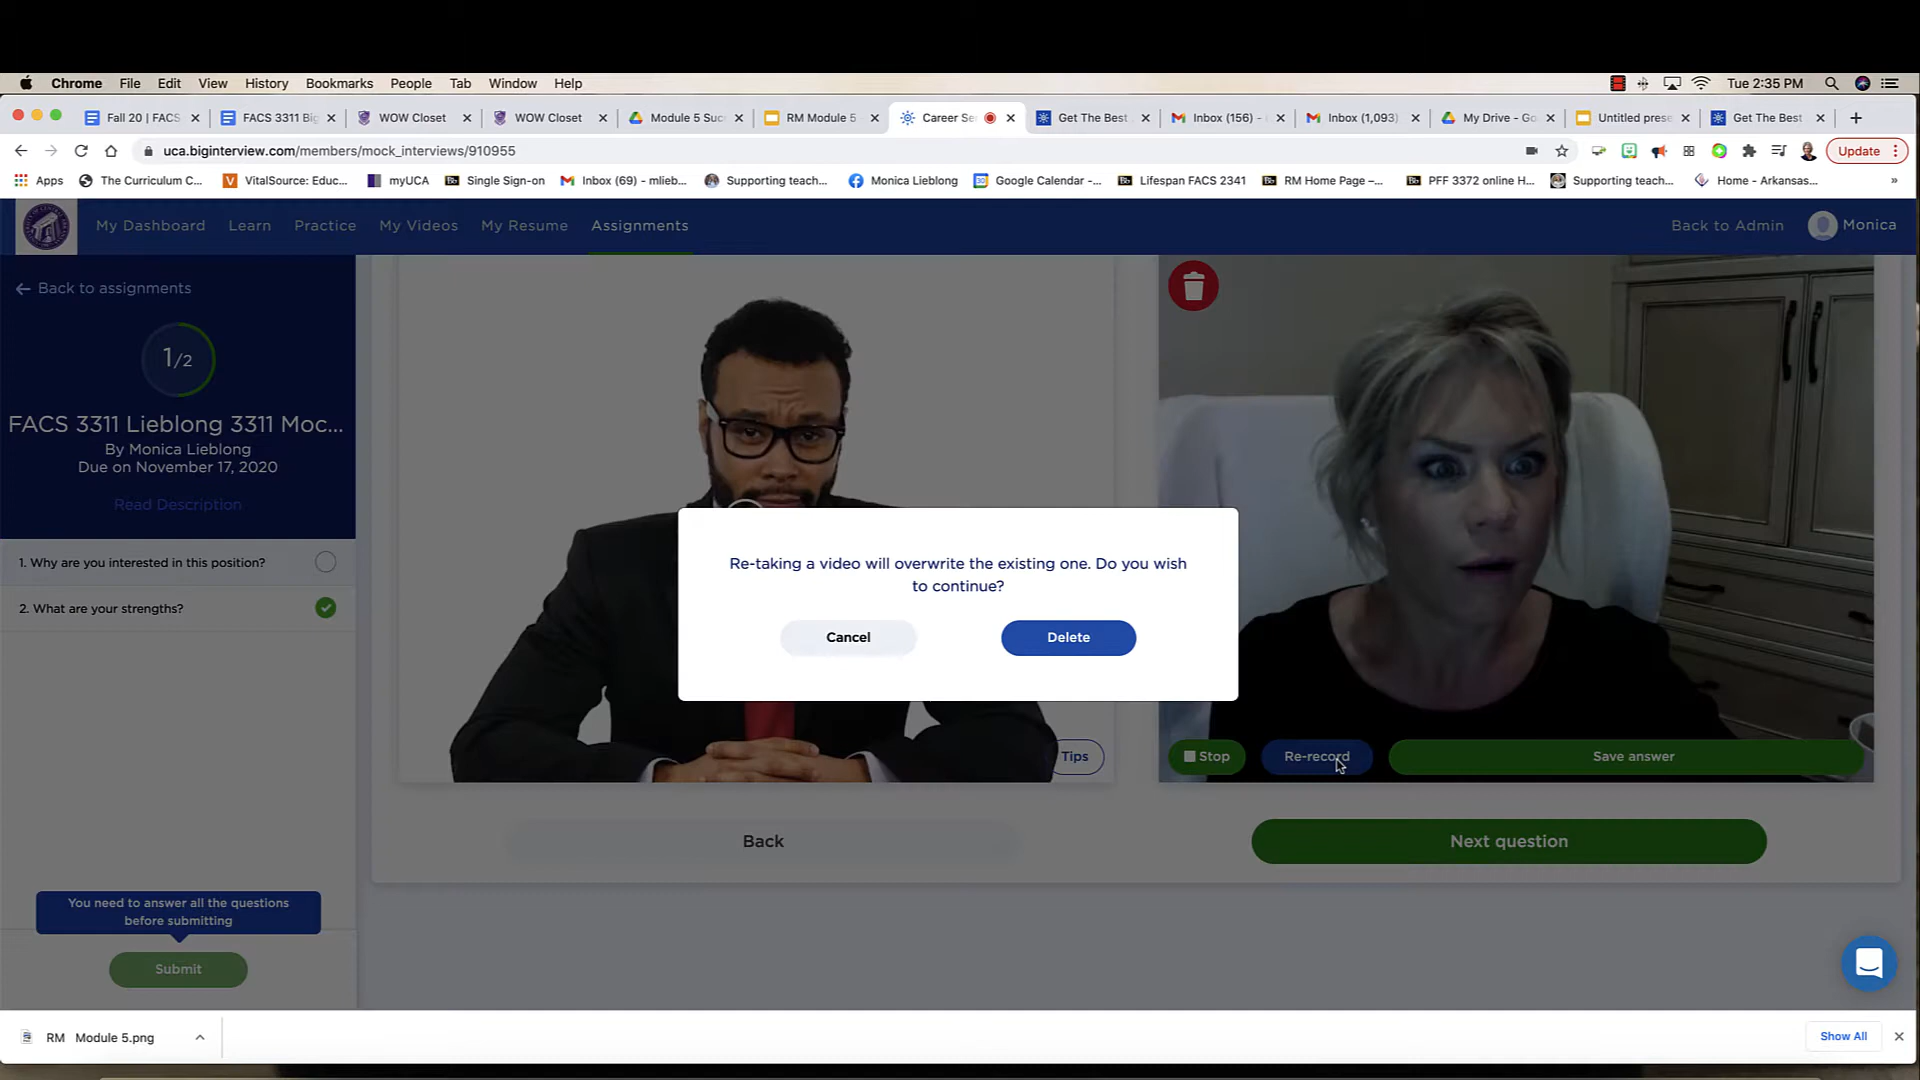 Chrome File Edit View History Bookmarks People Tab Window Help Tue 2:35 PM
Fall 20 | FACS FACS 3311 Big WOW Closet WOW Closet Module 5 Suc RM Module 5 Career Se Get The Best Inbox (156) - Inbox (1,093) My Drive - Go Untitled prese Get The Best
uca.biginterview.com/members/mock_interviews/910955 Update
Apps The Curriculum C... VitalSource: Educ... myUCA Single Sign-on Inbox (69) - mlieb... Supporting teach... Monica Lieblong Google Calendar -... Lifespan FACS 2341 RM Home Page –... PFF 3372 online H... Supporting teach... Home - Arkansas... »
My Dashboard Learn Practice My Videos My Resume Assignments Back to Admin Monica
Back to assignments
1/2
FACS 3311 Lieblong 3311 Moc...
By Monica Lieblong
Due on November 17, 2020
Read Description
1. Why are you interested in this position?
2. What are your strengths?
You need to answer all the questions
before submitting
Submit
Re-taking a video will overwrite the existing one. Do you wish
to continue?
Cancel Delete
Tips Stop Re-record Save answer
Back Next question
RM Module 5.png Show All